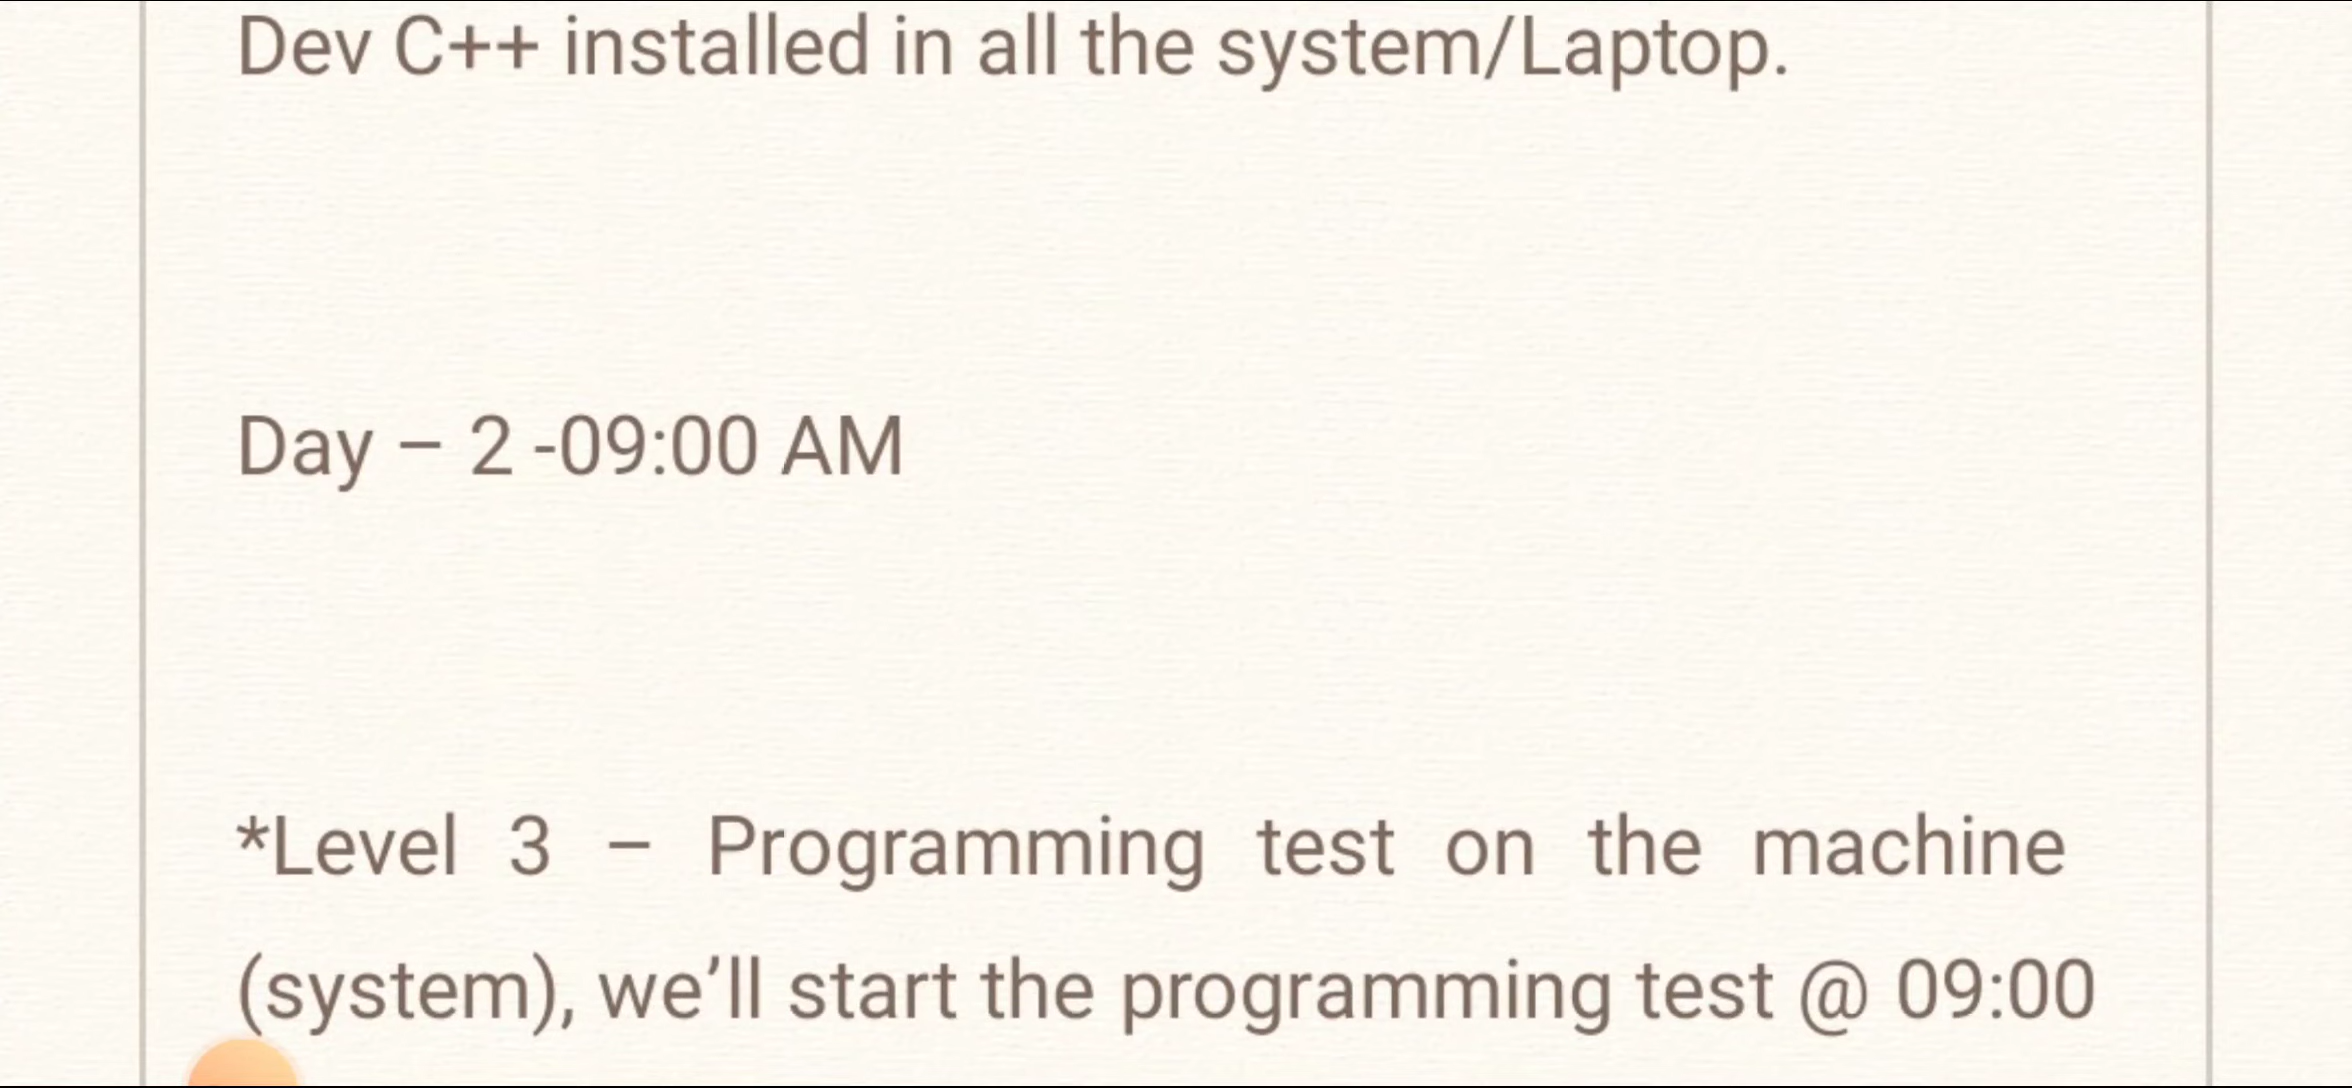 Dev C++ installed in all the system/Laptop.
Day – 2 -09:00 AM
*Level 3 – Programming test on the machine
(system), we’ll start the programming test @ 09:00